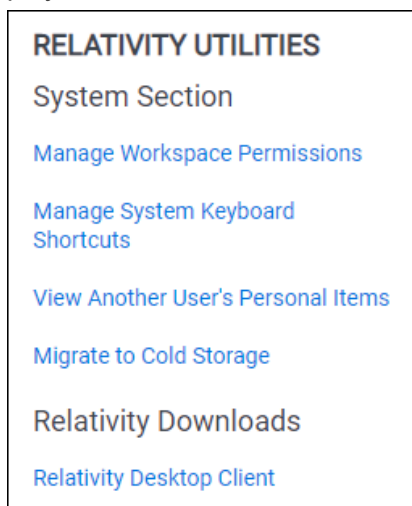 RELATIVITY UTILITIES
System Section
Manage Workspace Permissions
Manage System Keyboard
Shortcuts
View Another User's Personal Items
Migrate to Cold Storage
Relativity Downloads
Relativity Desktop Client